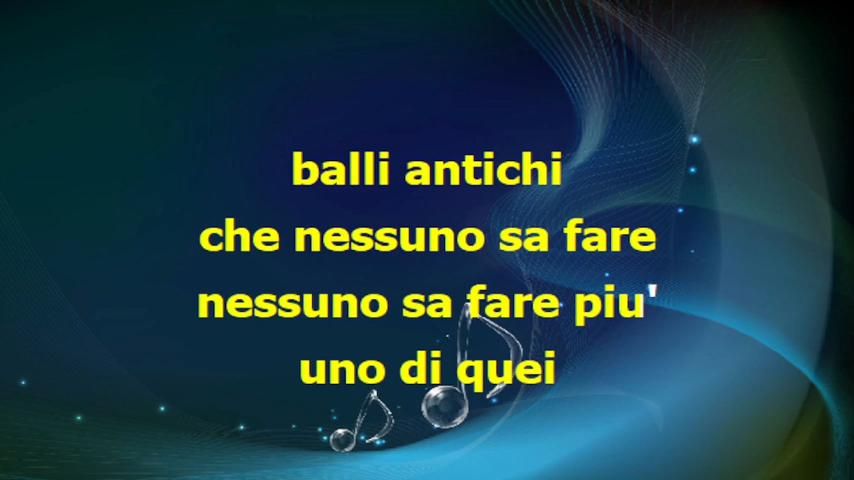 balli antichi
che nessuno sa fare
nessuno sa fare piu'
uno di quei